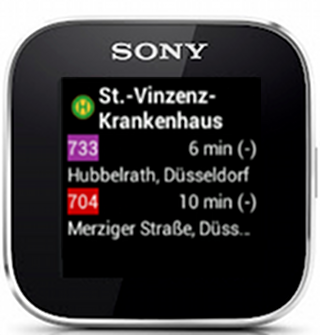 SONY
H St.-Vinzenz-
Krankenhaus
733 6 min (-)
Hubbelrath, Düsseldorf
704 10 min (-)
Merziger Straße, Düss...